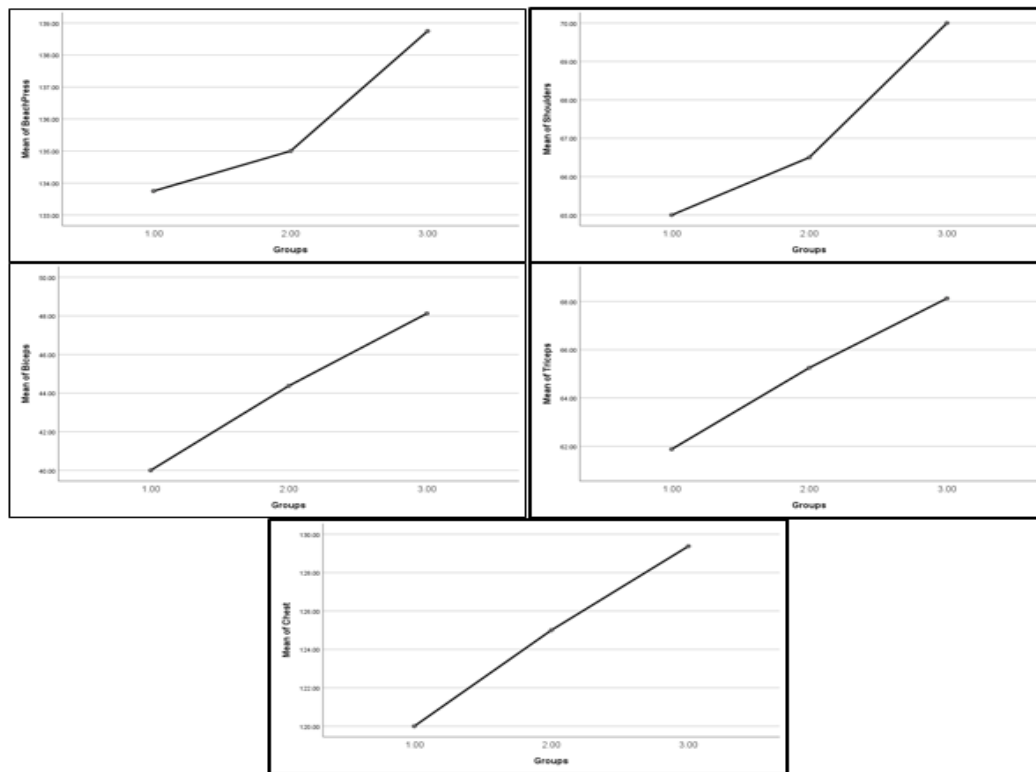 Mean of BeachPress
139.00
138.00
137.00
136.00
135.00
134.00
133.00
1.00 2.00 3.00
Groups
Mean of Shoulders
70.00
69.00
68.00
67.00
66.00
65.00
1.00 2.00 3.00
Groups
Mean of Biceps
50.00
48.00
46.00
44.00
42.00
40.00
1.00 2.00 3.00
Groups
Mean of Triceps
68.00
66.00
64.00
62.00
1.00 2.00 3.00
Groups
Mean of Chest
130.00
128.00
126.00
124.00
122.00
120.00
1.00 2.00 3.00
Groups